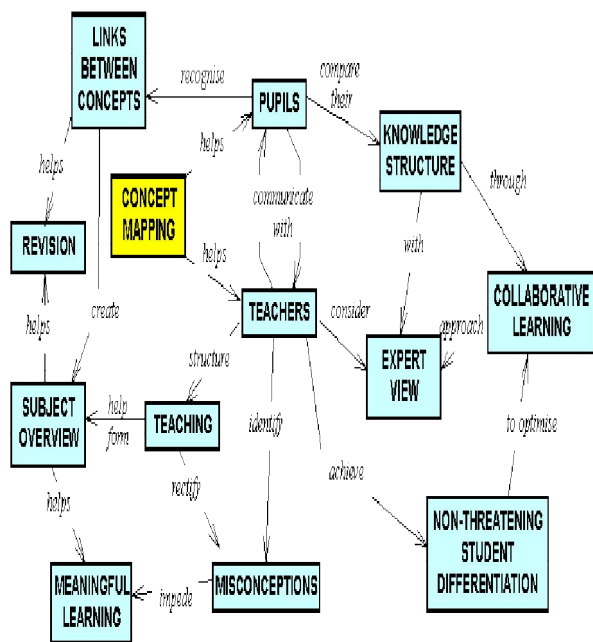 LINKS
BETWEEN
CONCEPTS
recognise
PUPILS
compare
their
KNOWLEDGE
STRUCTURE
helps
helps
CONCEPT
MAPPING
communicate
with
through
REVISION
helps
with
COLLABORATIVE
LEARNING
create
TEACHERS
consider
approach
helps
EXPERT
VIEW
structure
SUBJECT
OVERVIEW
help
form
TEACHING
identify
to optimise
rectify
achieve
helps
NON-THREATENING
STUDENT
DIFFERENTIATION
MEANINGFUL
LEARNING
impede
MISCONCEPTIONS